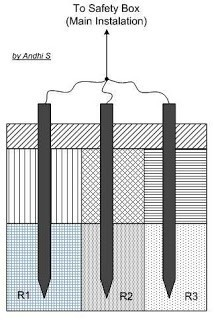 To Safety Box
(Main Instalation)
by Andhi S
R1
R2
R3